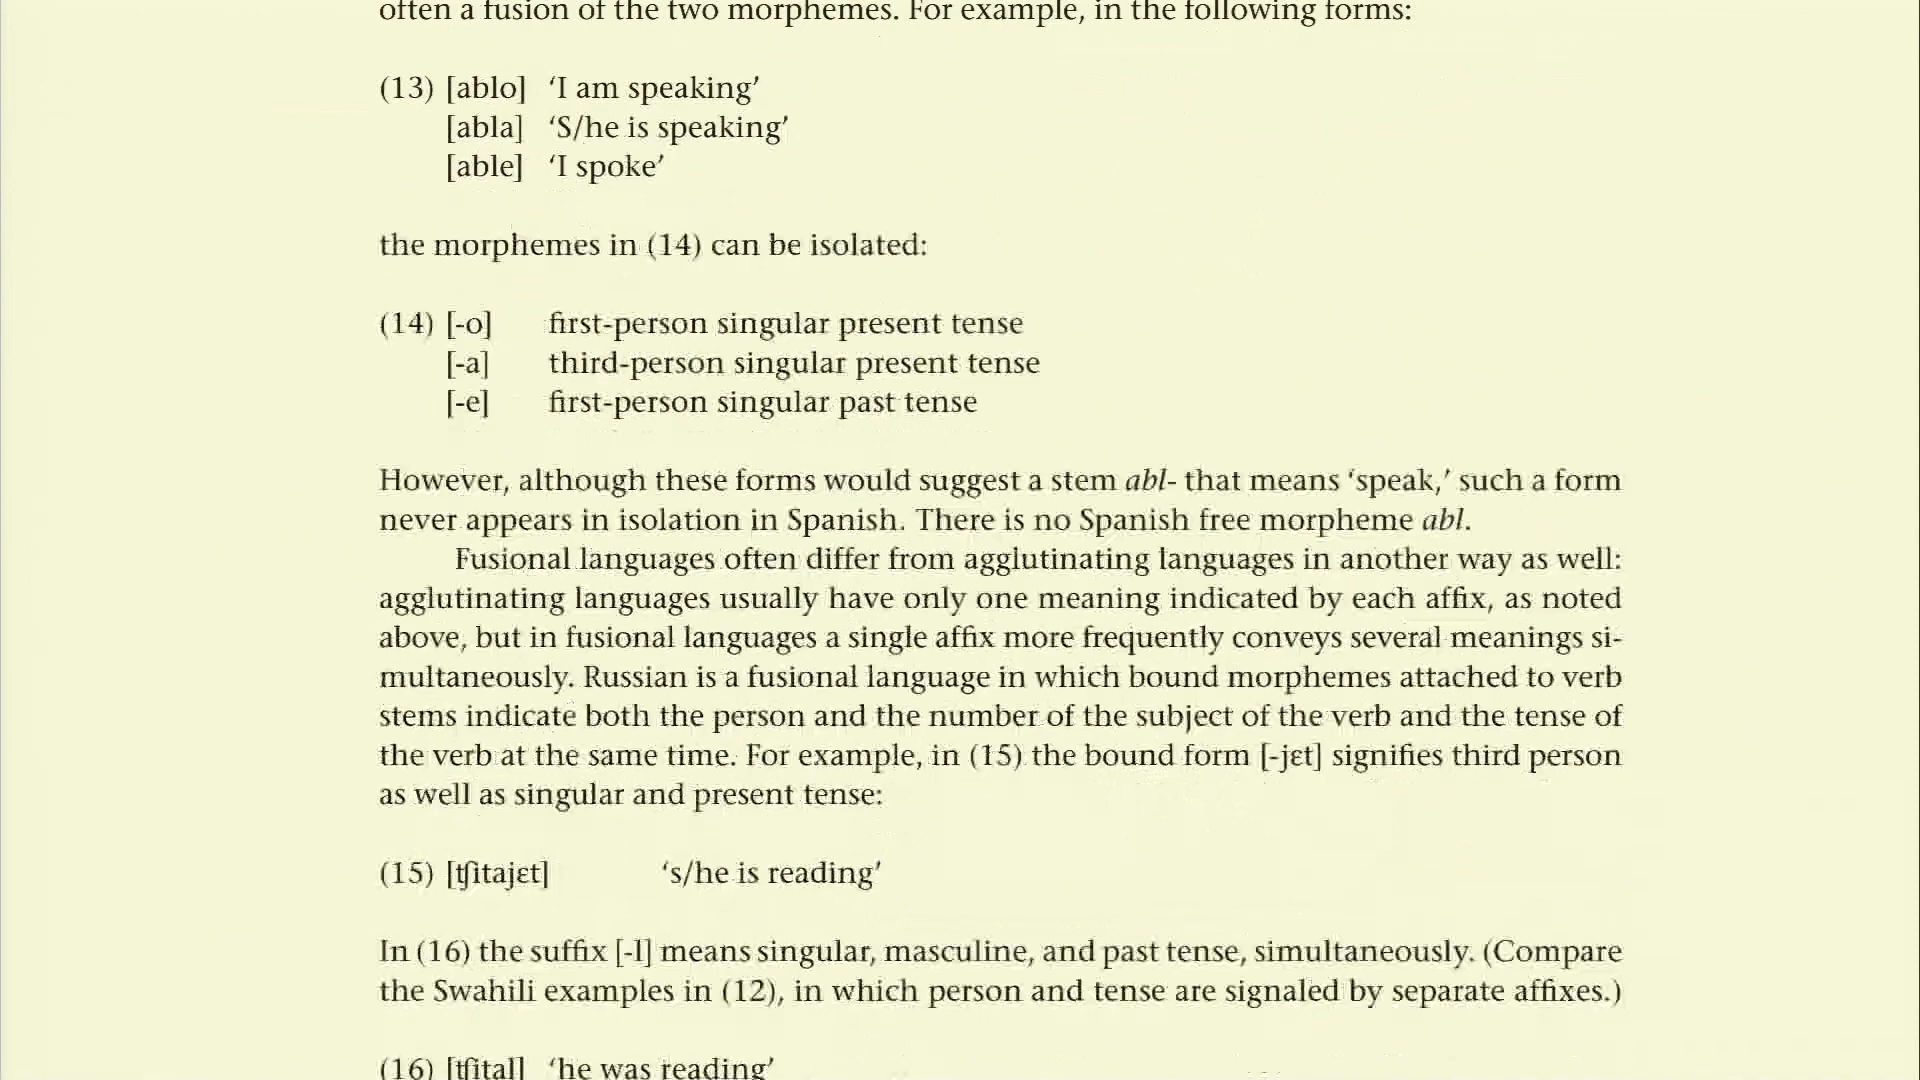 often a fusion of the two morphemes. For example, in the following forms:
(13) [ablo] ‘I am speaking’
[abla] ‘S/he is speaking’
[able] ‘I spoke’
the morphemes in (14) can be isolated:
(14) [-o] first-person singular present tense
[-a] third-person singular present tense
[-e] first-person singular past tense
However, although these forms would suggest a stem abl- that means ‘speak,’ such a form
never appears in isolation in Spanish. There is no Spanish free morpheme abl.
Fusional languages often differ from agglutinating languages in another way as well:
agglutinating languages usually have only one meaning indicated by each affix, as noted
above, but in fusional languages a single affix more frequently conveys several meanings si-
multaneously. Russian is a fusional language in which bound morphemes attached to verb
stems indicate both the person and the number of the subject of the verb and the tense of
the verb at the same time. For example, in (15) the bound form [-jɛt] signifies third person
as well as singular and present tense:
(15) [ʧitajɛt] ‘s/he is reading’
In (16) the suffix [-l] means singular, masculine, and past tense, simultaneously. (Compare
the Swahili examples in (12), in which person and tense are signaled by separate affixes.)
(16) [ʧital] ‘he was reading’